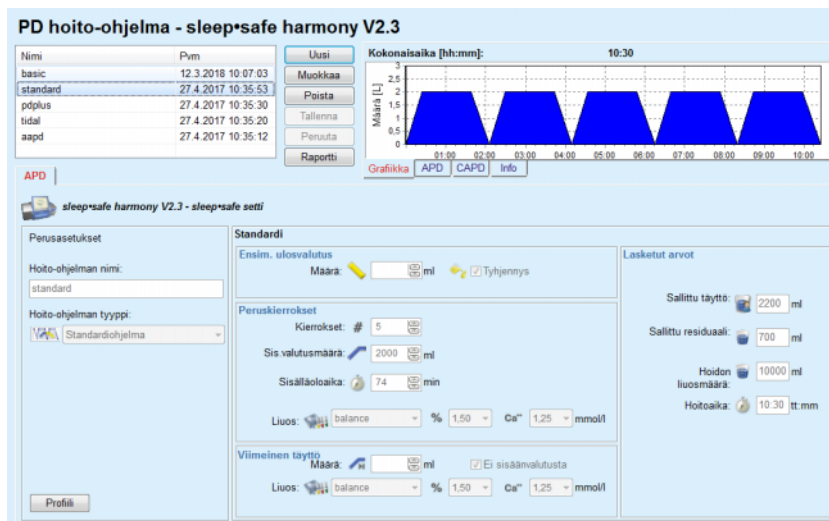 PD hoito-ohjelma - sleep•safe harmony V2.3
Nimi Pvm
basic 12.3.2018 10:07:03
standard 27.4.2017 10:35:53
pdplus 27.4.2017 10:35:30
tidal 27.4.2017 10:35:20
aapd 27.4.2017 10:35:12
Uusi
Muokkaa
Poista
Tallenna
Peruuta
Raportti
Kokonaisaika [hh:mm]: 10:30
Määrä [L]
3
2,5
2
1,5
1
0,5
0
01:00 02:00 03:00 04:00 05:00 06:00 07:00 08:00 09:00 10:00
Grafiikka APD CAPD Info
APD
sleep•safe harmony V2.3 - sleep•safe setti
Perusasetukset
Hoito-ohjelman nimi:
standard
Hoito-ohjelman tyyppi:
Standardiohjelma
Profiili
Standardi
Ensim. ulosvalutus
Määrä: ml Tyhjennys
Peruskierrokset
Kierrokset: # 5
Sis.valutusmäärä: 2000 ml
Sisälläoloaika: 74 min
Liuos: balance % 1,50 Ca⁺⁺ 1,25 mmol/l
Viimeinen täyttö
Määrä: ml Ei sisäänvalutusta
Liuos: balance % 1,50 Ca⁺⁺ 1,25 mmol/l
Lasketut arvot
Sallittu täyttö: 2200 ml
Sallittu residuaali: 700 ml
Hoidon liuosmäärä: 10000 ml
Hoitoaika: 10:30 tt:mm